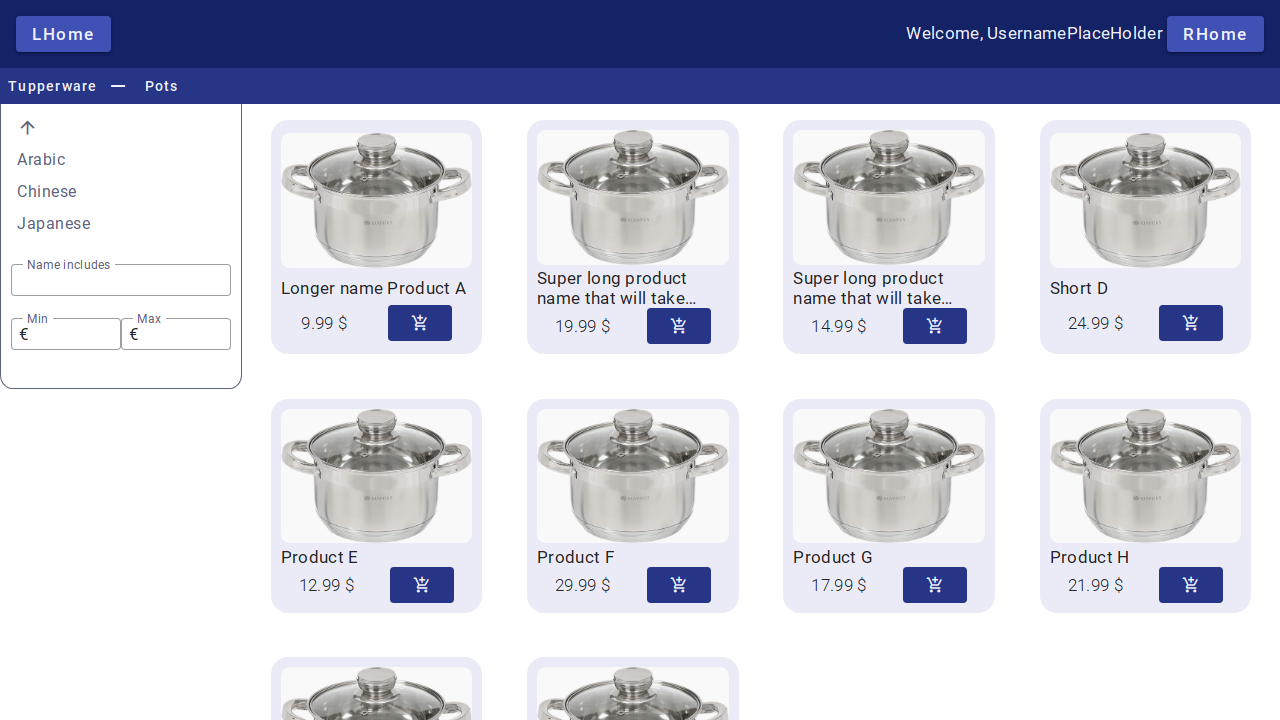 LHome
Welcome, UsernamePlaceHolder RHome
Tupperware — Pots
Arabic
Chinese
Japanese
Name includes
Min Max
€ €
Longer name Product A
9.99 $
Super long product
name that will take...
19.99 $
Super long product
name that will take...
14.99 $
Short D
24.99 $
Product E
12.99 $
Product F
29.99 $
Product G
17.99 $
Product H
21.99 $